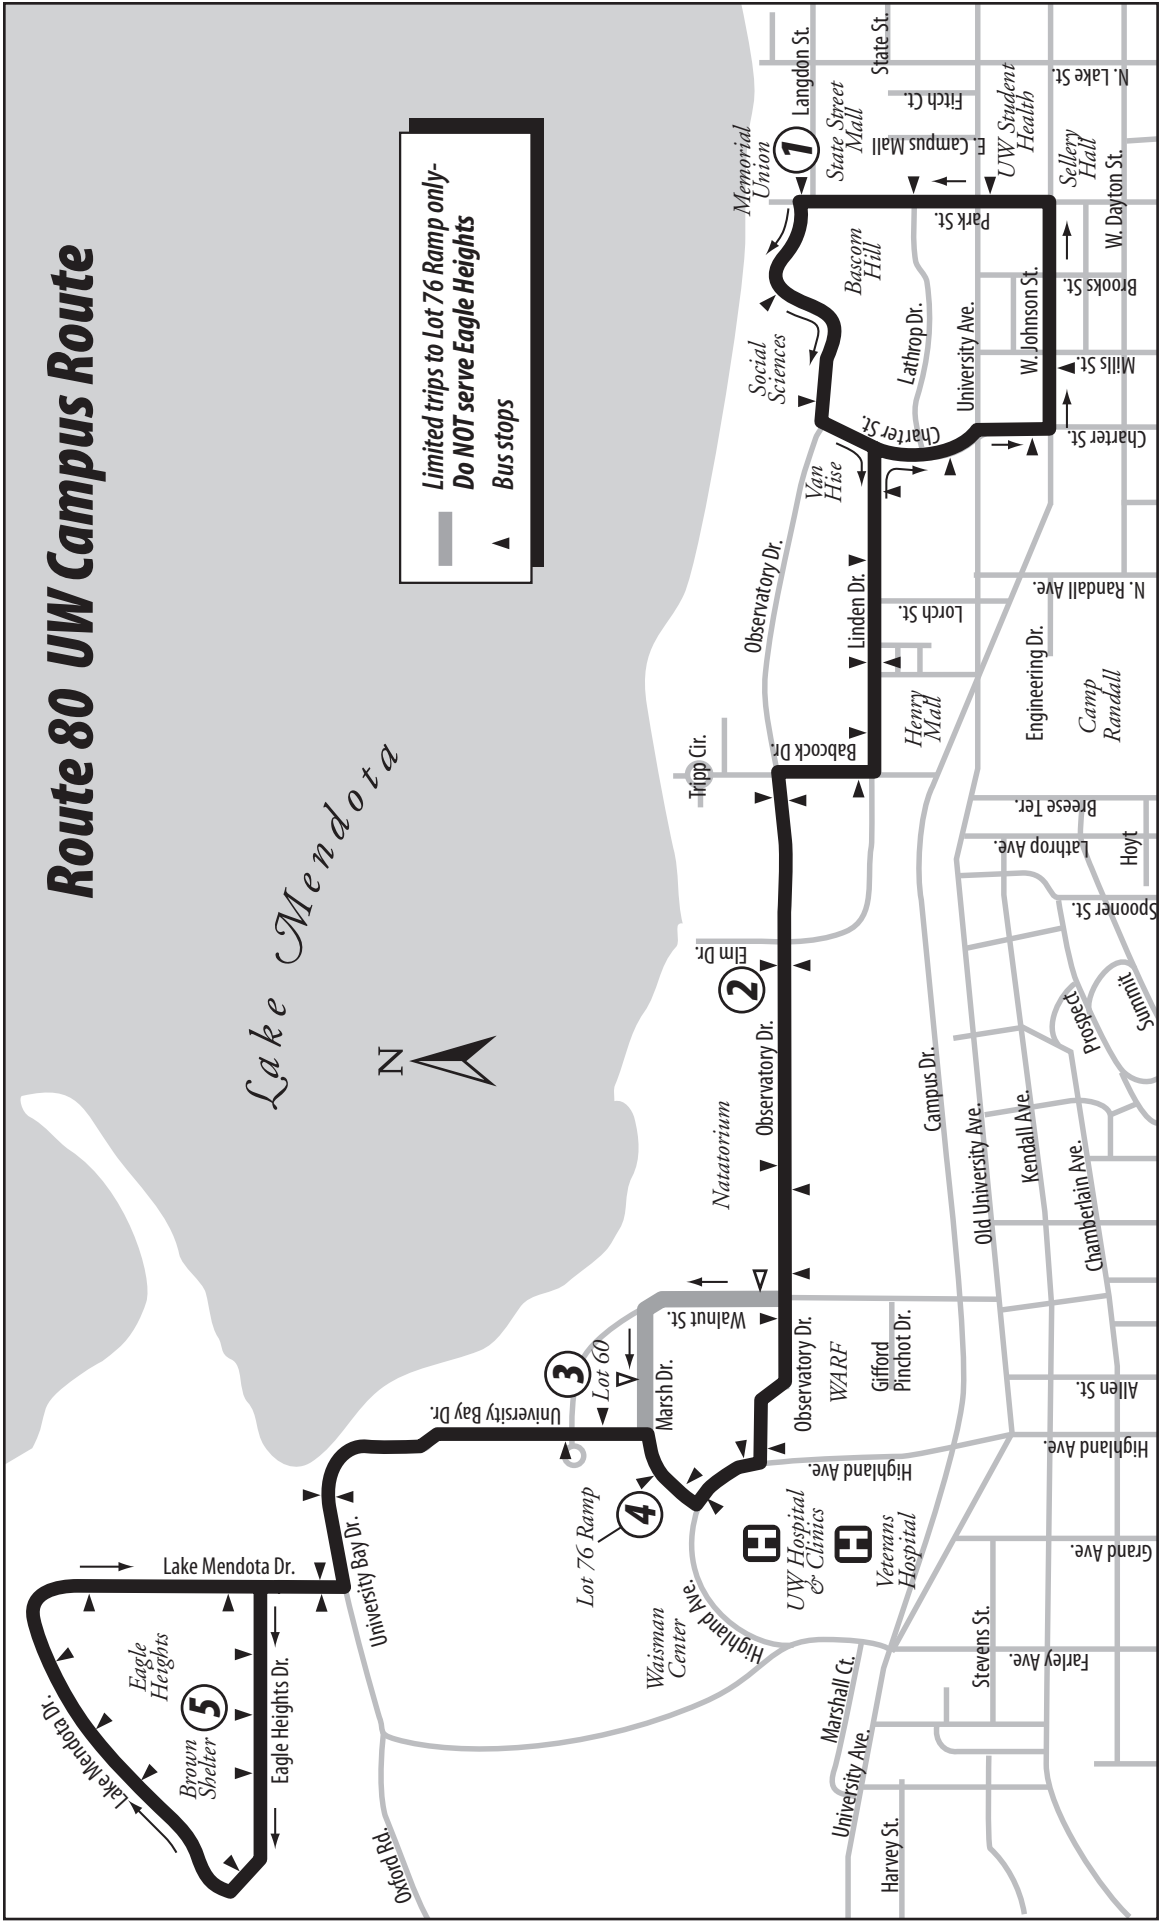 Route 80 UW Campus Route
Limited trips to Lot 76 Ramp only-
Do NOT serve Eagle Heights
Bus stops
Lake Mendota
N
Lake Mendota Dr.
Lake Mendota Dr.
Eagle
Heights
Brown
Shelter
5
Eagle Heights Dr.
University Bay Dr.
Oxford Rd.
University Bay Dr.
3
Lot 60
Lot 76 Ramp
4
Marsh Dr.
Walnut St.
Waisman
Center
Highland Ave.
UW Hospital
& Clinics
H
H
Veterans
Hospital
Highland Ave.
Observatory Dr.
WARF
Gifford
Pinchot Dr.
Natatorium
Observatory Dr.
2
Elm Dr.
Tripp Cir.
Babcock Dr.
Observatory Dr.
Linden Dr.
Henry
Mall
Lorch St.
Van
Hise
Social
Sciences
Charter St.
Memorial
Union
1
Langdon St.
State St.
State Street
Mall
Fitch Ct.
E. Campus Mall
N. Lake St.
UW Student
Health
Sellery
Hall
W. Dayton St.
Park St.
Bascom
Hill
Lathrop Dr.
University Ave.
W. Johnson St.
Brooks St.
Mills St.
Charter St.
N. Randall Ave.
Engineering Dr.
Camp
Randall
Breese Ter.
Lathrop Ave.
Hoyt
Spooner St.
Summit
Prospect
Campus Dr.
Old University Ave.
Kendall Ave.
Chamberlain Ave.
Allen St.
Highland Ave.
Grand Ave.
Farley Ave.
Stevens St.
Marshall Ct.
University Ave.
Harvey St.